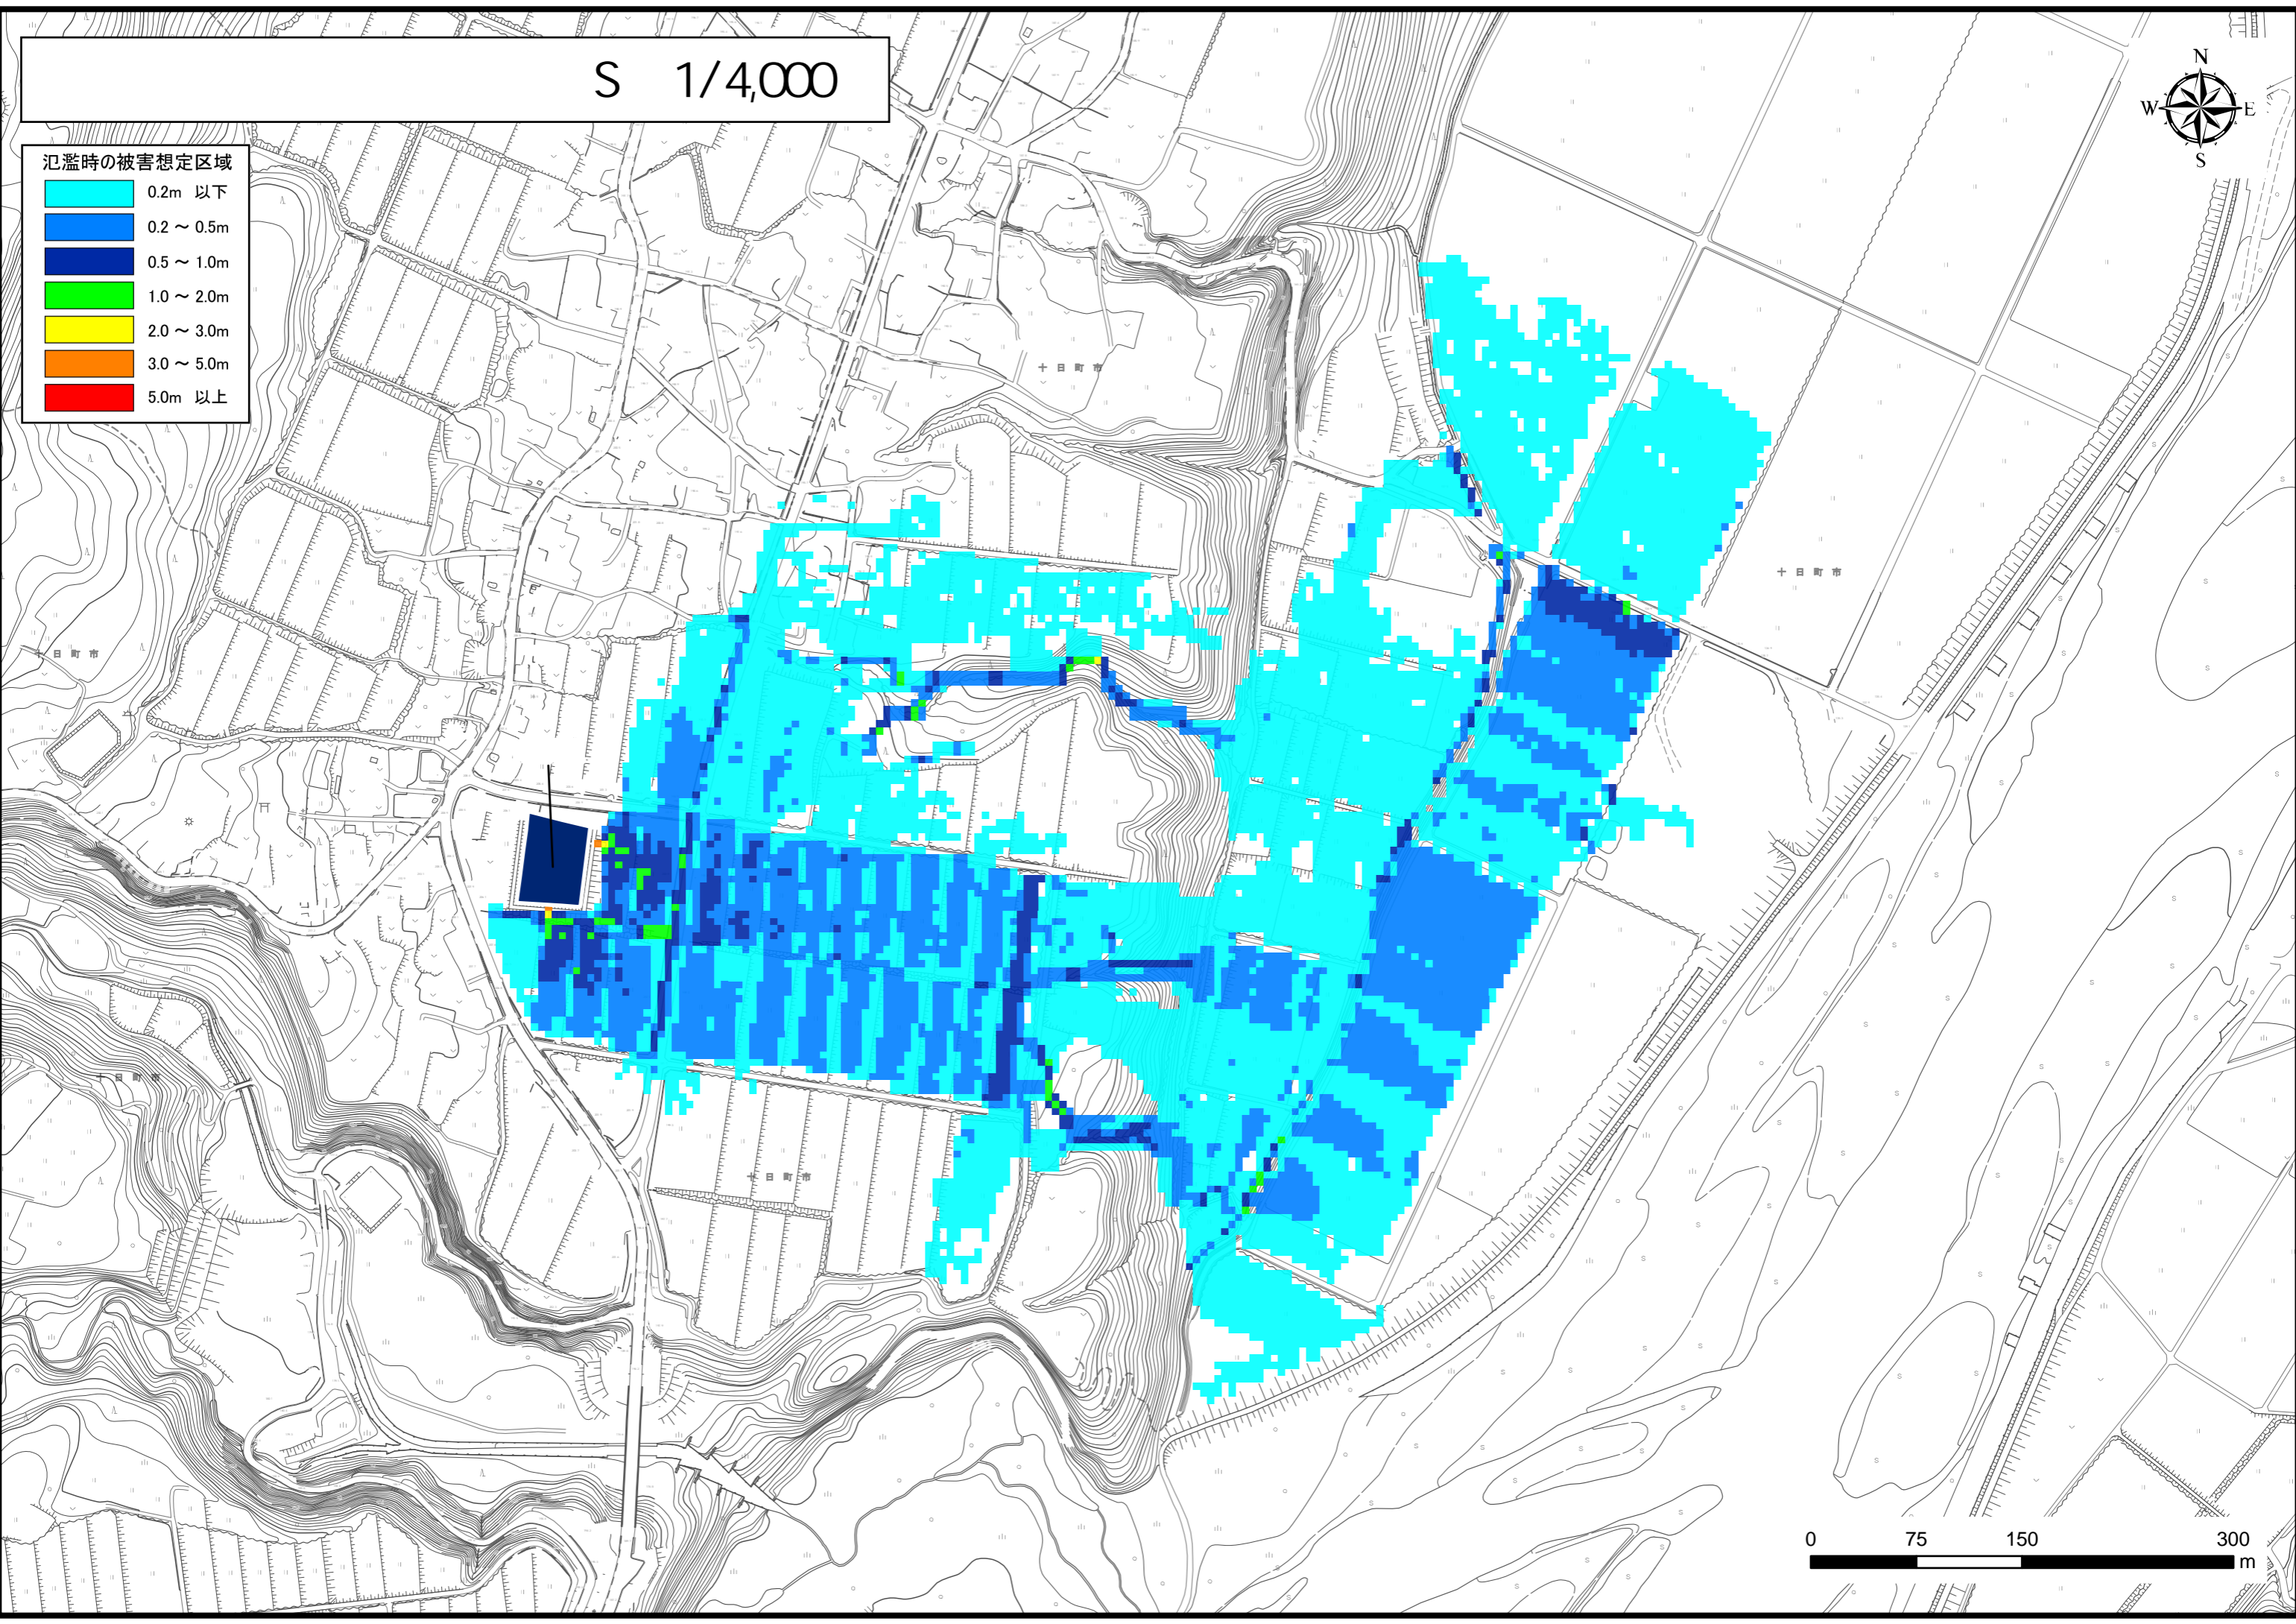 S 1/4,000
N
W E
S
氾濫時の被害想定区域
0.2m 以下
0.2 ～ 0.5m
0.5 ～ 1.0m
1.0 ～ 2.0m
2.0 ～ 3.0m
3.0 ～ 5.0m
5.0m 以上
十日町市
十日町市
十日町市
十日町市
十日町市
0 75 150 300
m